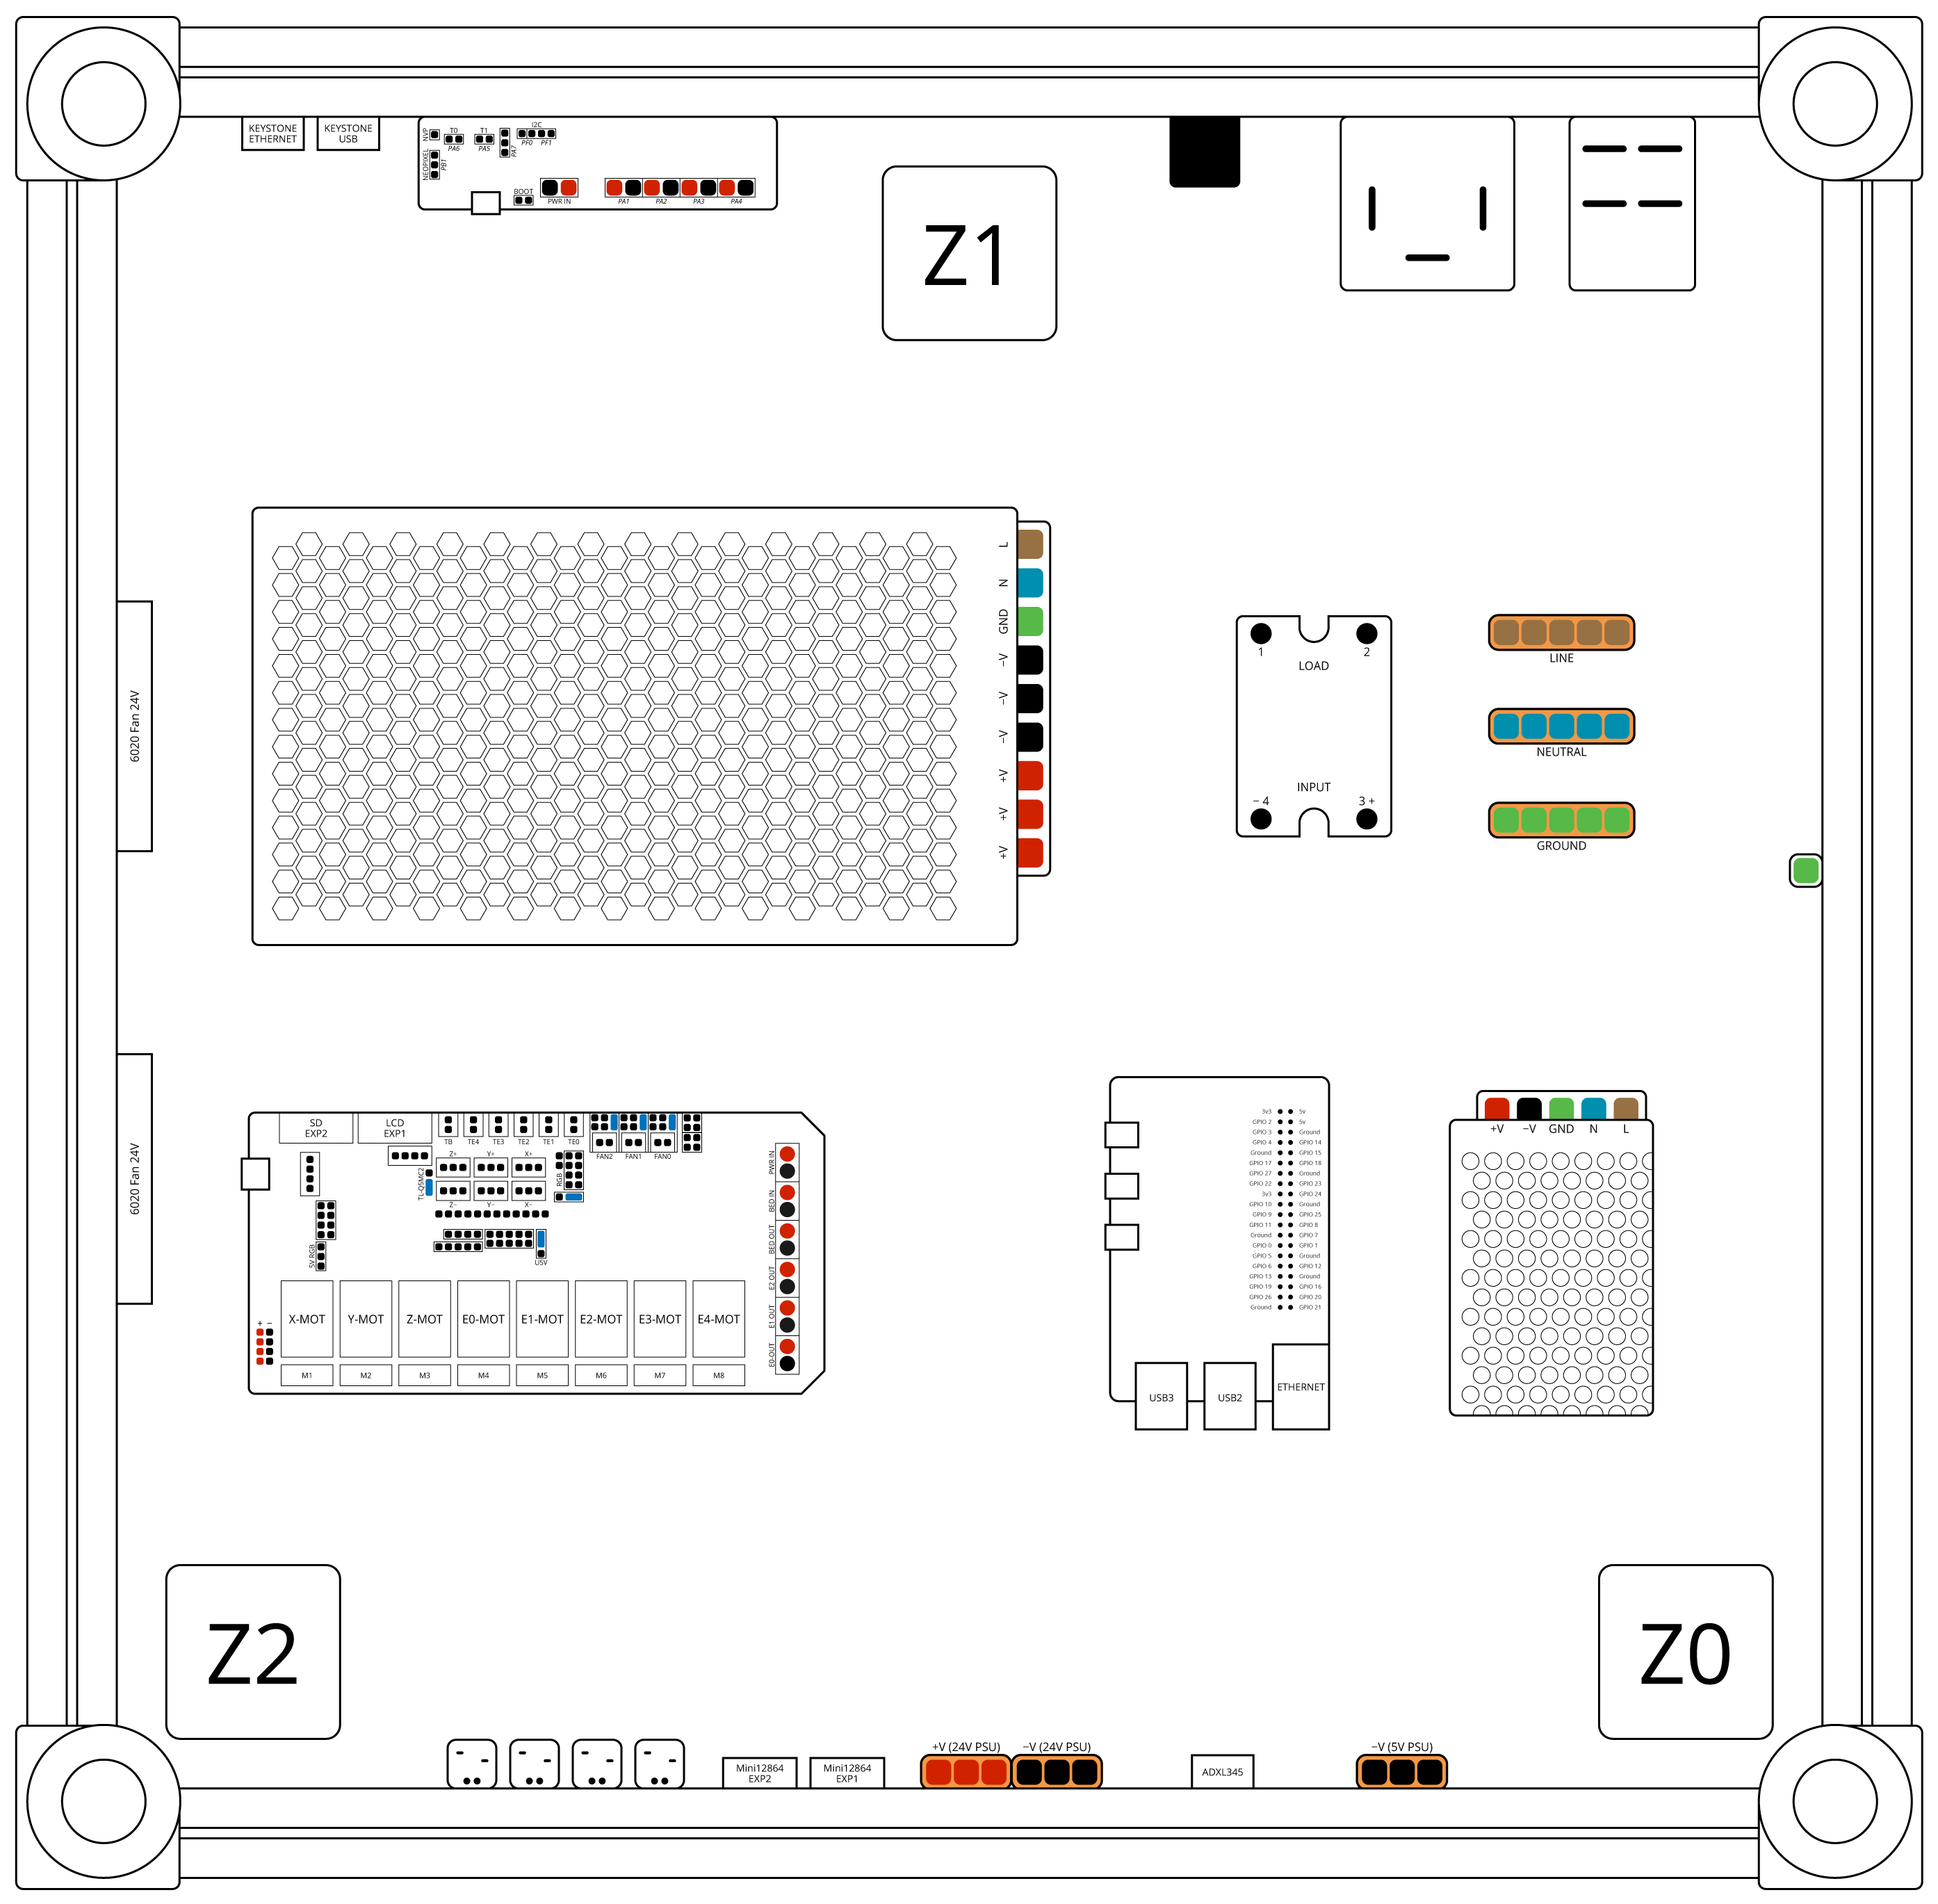 KEYSTONE
ETHERNET
KEYSTONE
USB
NVP
T0
PA6
T1
PA5
PA7
I2C
PF0 PF1
NEOPIXEL
PB1
BOOT
PWR IN
PA1
PA2
PA3
PA4
Z1
L
N
GND
−V
−V
−V
+V
+V
+V
6020 Fan 24V
1
2
LOAD
INPUT
− 4
3 +
LINE
NEUTRAL
GROUND
6020 Fan 24V
SD
EXP2
LCD
EXP1
TB
TE4
TE3
TE2
TE1
TE0
FAN2
FAN1
FAN0
Z+
Y+
X+
TL-QSMC2
RGB
Z−
Y−
X−
5V RGB
U5V
PWR IN
BED IN
BED OUT
E2 OUT
E1 OUT
E0-OUT
+ −
X-MOT
Y-MOT
Z-MOT
E0-MOT
E1-MOT
E2-MOT
E3-MOT
E4-MOT
M1
M2
M3
M4
M5
M6
M7
M8
3v3 5v
GPIO 2 5v
GPIO 3 Ground
GPIO 4 GPIO 14
Ground GPIO 15
GPIO 17 GPIO 18
GPIO 27 Ground
GPIO 22 GPIO 23
3v3 GPIO 24
GPIO 10 Ground
GPIO 9 GPIO 25
GPIO 11 GPIO 8
Ground GPIO 7
GPIO 0 GPIO 1
GPIO 5 Ground
GPIO 6 GPIO 12
GPIO 13 Ground
GPIO 19 GPIO 16
GPIO 26 GPIO 20
Ground GPIO 21
USB3
USB2
ETHERNET
+V
−V
GND
N
L
Z2
Z0
Mini12864
EXP2
Mini12864
EXP1
+V (24V PSU)
−V (24V PSU)
ADXL345
−V (5V PSU)